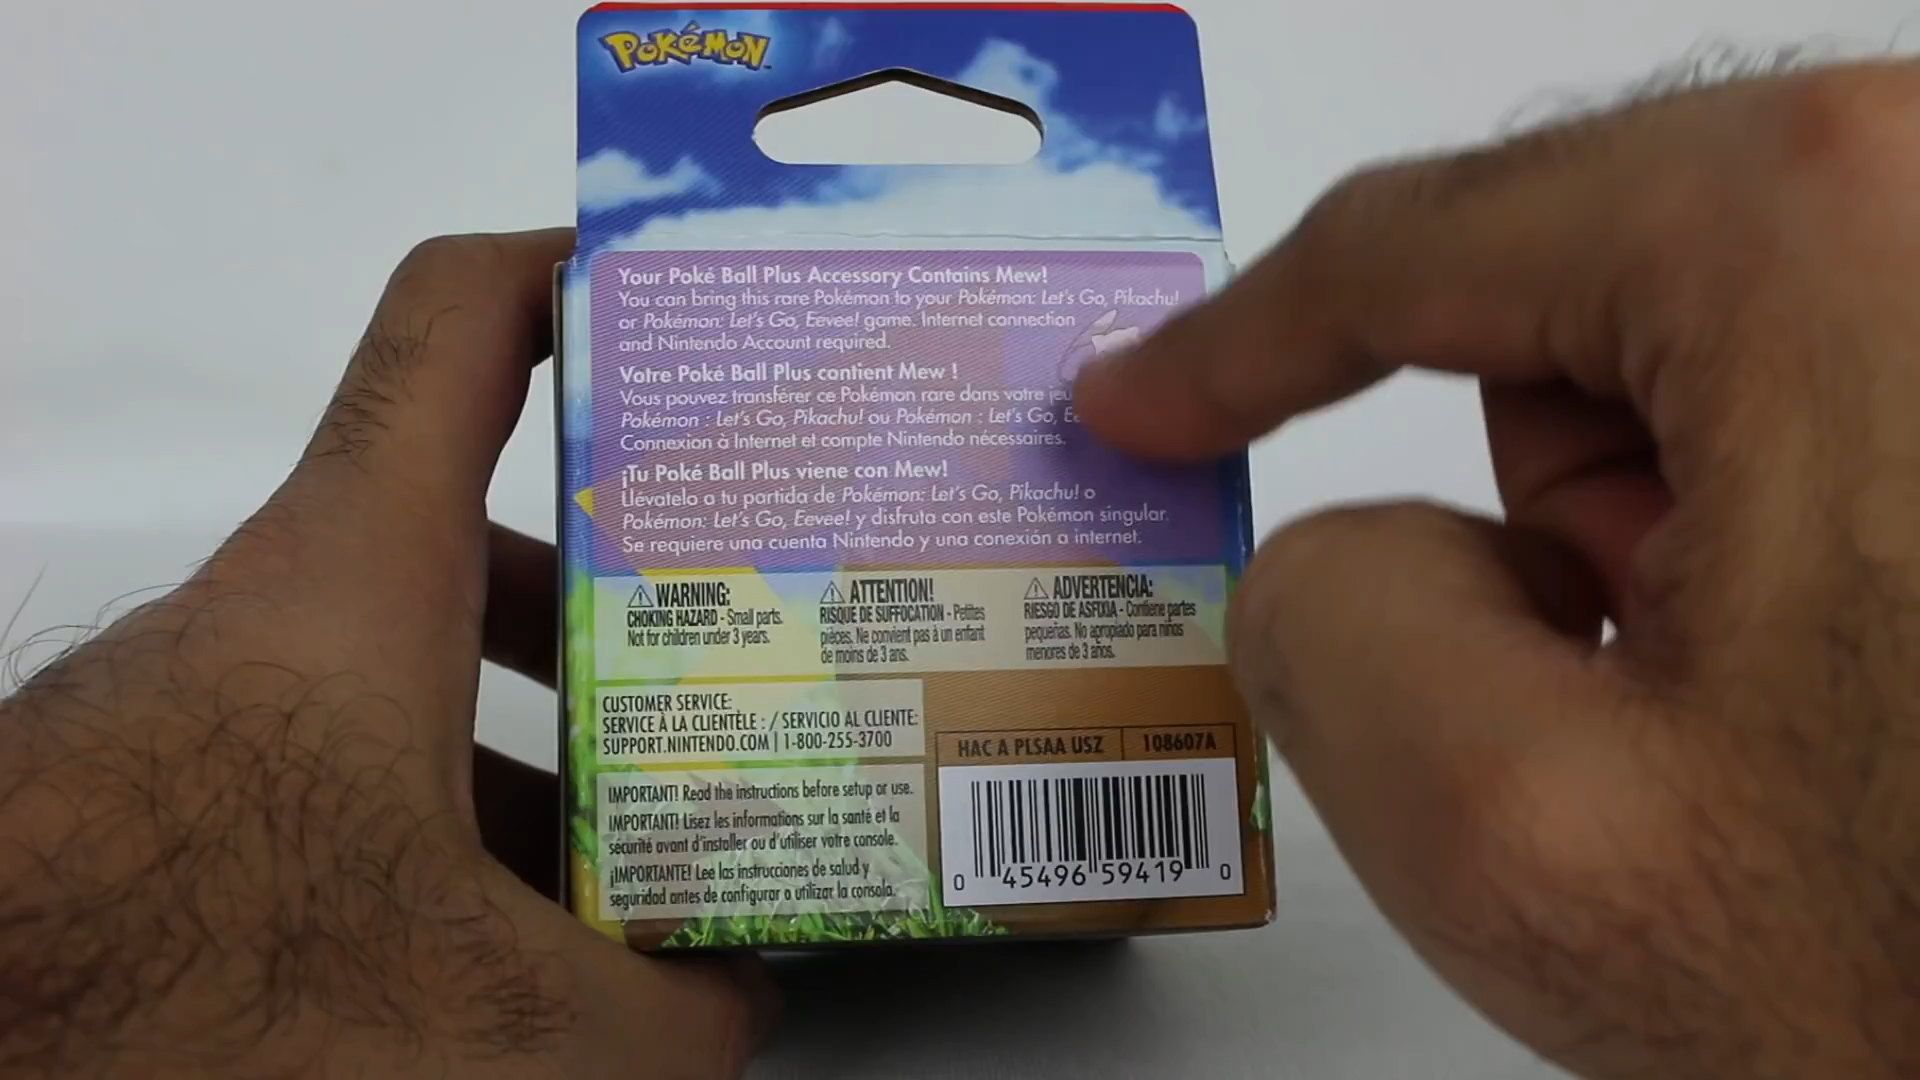 POKÉMON
Your Poké Ball Plus Accessory Contains Mew!
You can bring this rare Pokémon to your Pokémon: Let's Go, Pikachu!
or Pokémon: Let's Go, Eevee! game. Internet connection
and Nintendo Account required.
Votre Poké Ball Plus contient Mew !
Vous pouvez transférer ce Pokémon rare dans votre jeu
Pokémon : Let's Go, Pikachu! ou Pokémon : Let's Go,
Connexion à Internet et compte Nintendo nécessaires.
¡Tu Poké Ball Plus viene con Mew!
Llévatelo a tu partida de Pokémon: Let's Go, Pikachu! o
Pokémon: Let's Go, Eevee! y disfruta con este Pokémon singular.
Se requiere una cuenta Nintendo y una conexión a internet.
⚠ WARNING:
CHOKING HAZARD - Small parts.
Not for children under 3 years.
⚠ ATTENTION!
RISQUE DE SUFFOCATION - Petites
pièces. Ne convient pas à un enfant
de moins de 3 ans.
⚠ ADVERTENCIA:
RIESGO DE ASFIXIA - Contiene partes
pequeñas. No apropiado para niños
menores de 3 años.
CUSTOMER SERVICE:
SERVICE À LA CLIENTÈLE : / SERVICIO AL CLIENTE:
SUPPORT.NINTENDO.COM | 1-800-255-3700
IMPORTANT! Read the instructions before setup or use.
IMPORTANT! Lisez les informations sur la santé et la
sécurité avant d'installer ou d'utiliser votre console.
¡IMPORTANTE! Lee las instrucciones de salud y
seguridad antes de configurar o utilizar la consola.
HAC A PLSAA USZ 108607A
0 45496 59419 0